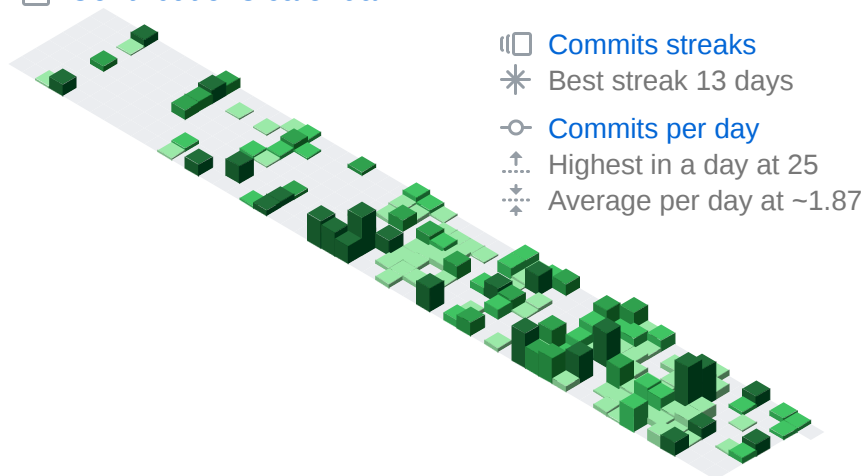 Commits streaks
Best streak 13 days
Commits per day
Highest in a day at 25
Average per day at ~1.87